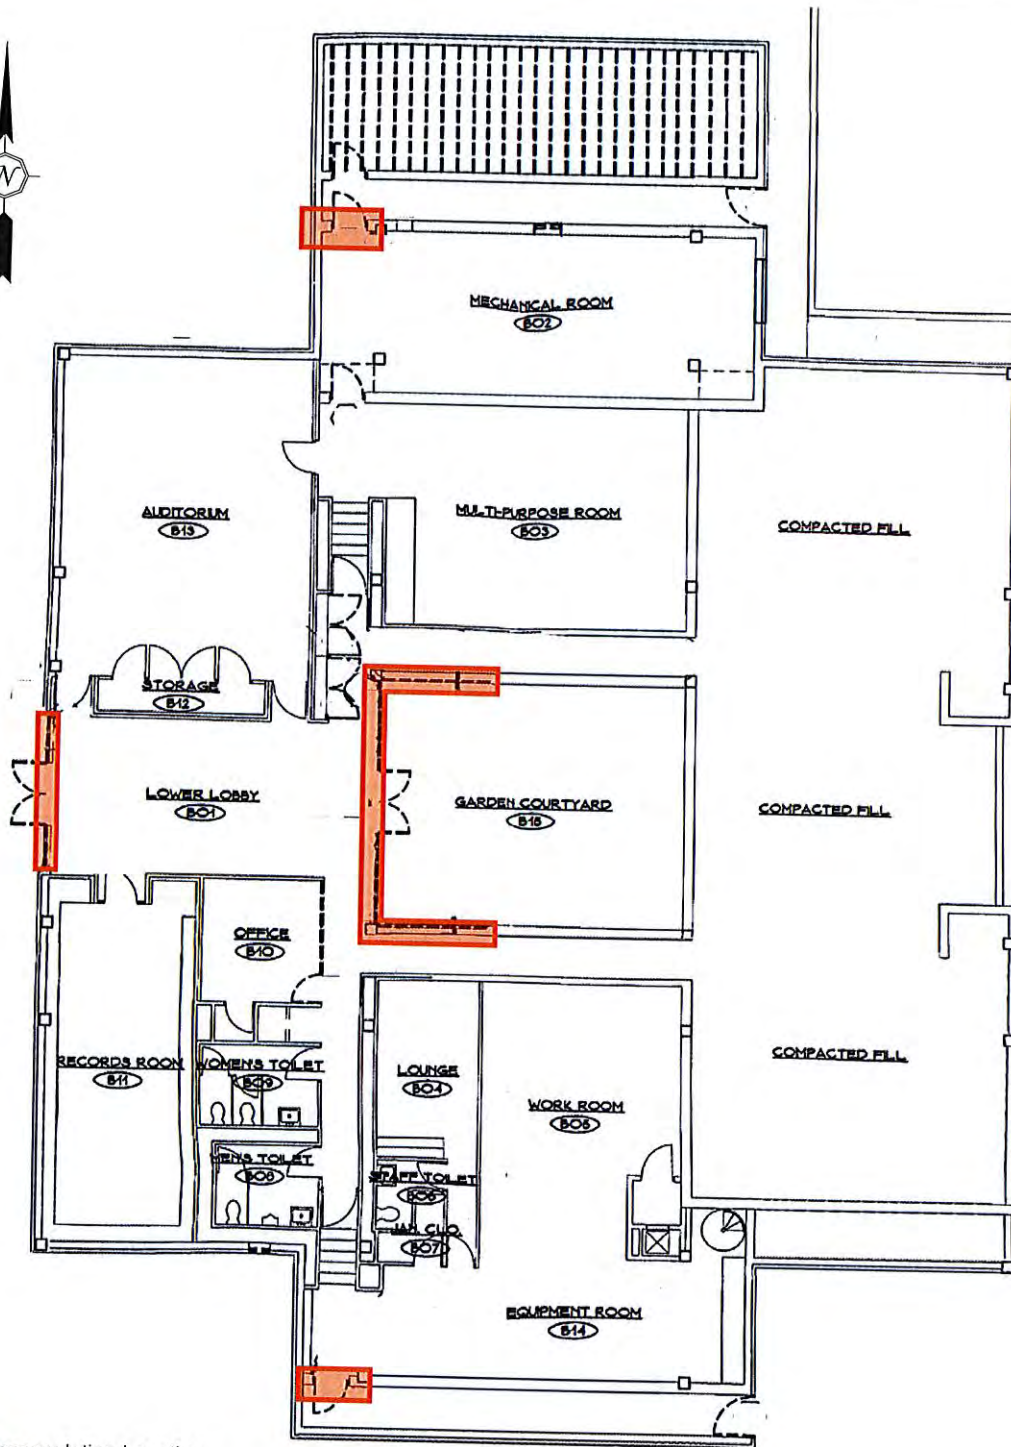 N
MECHANICAL ROOM
B02
AUDITORIUM
B13
MULTI-PURPOSE ROOM
B03
COMPACTED FILL
STORAGE
B12
LOWER LOBBY
B01
GARDEN COURTYARD
B15
COMPACTED FILL
OFFICE
B10
RECORDS ROOM
B11
WOMEN'S TOILET
B09
LOUNGE
B04
WORK ROOM
B05
COMPACTED FILL
MEN'S TOILET
B08
STAFF TOILET
B06
JAN. CLO.
B07
EQUIPMENT ROOM
B14